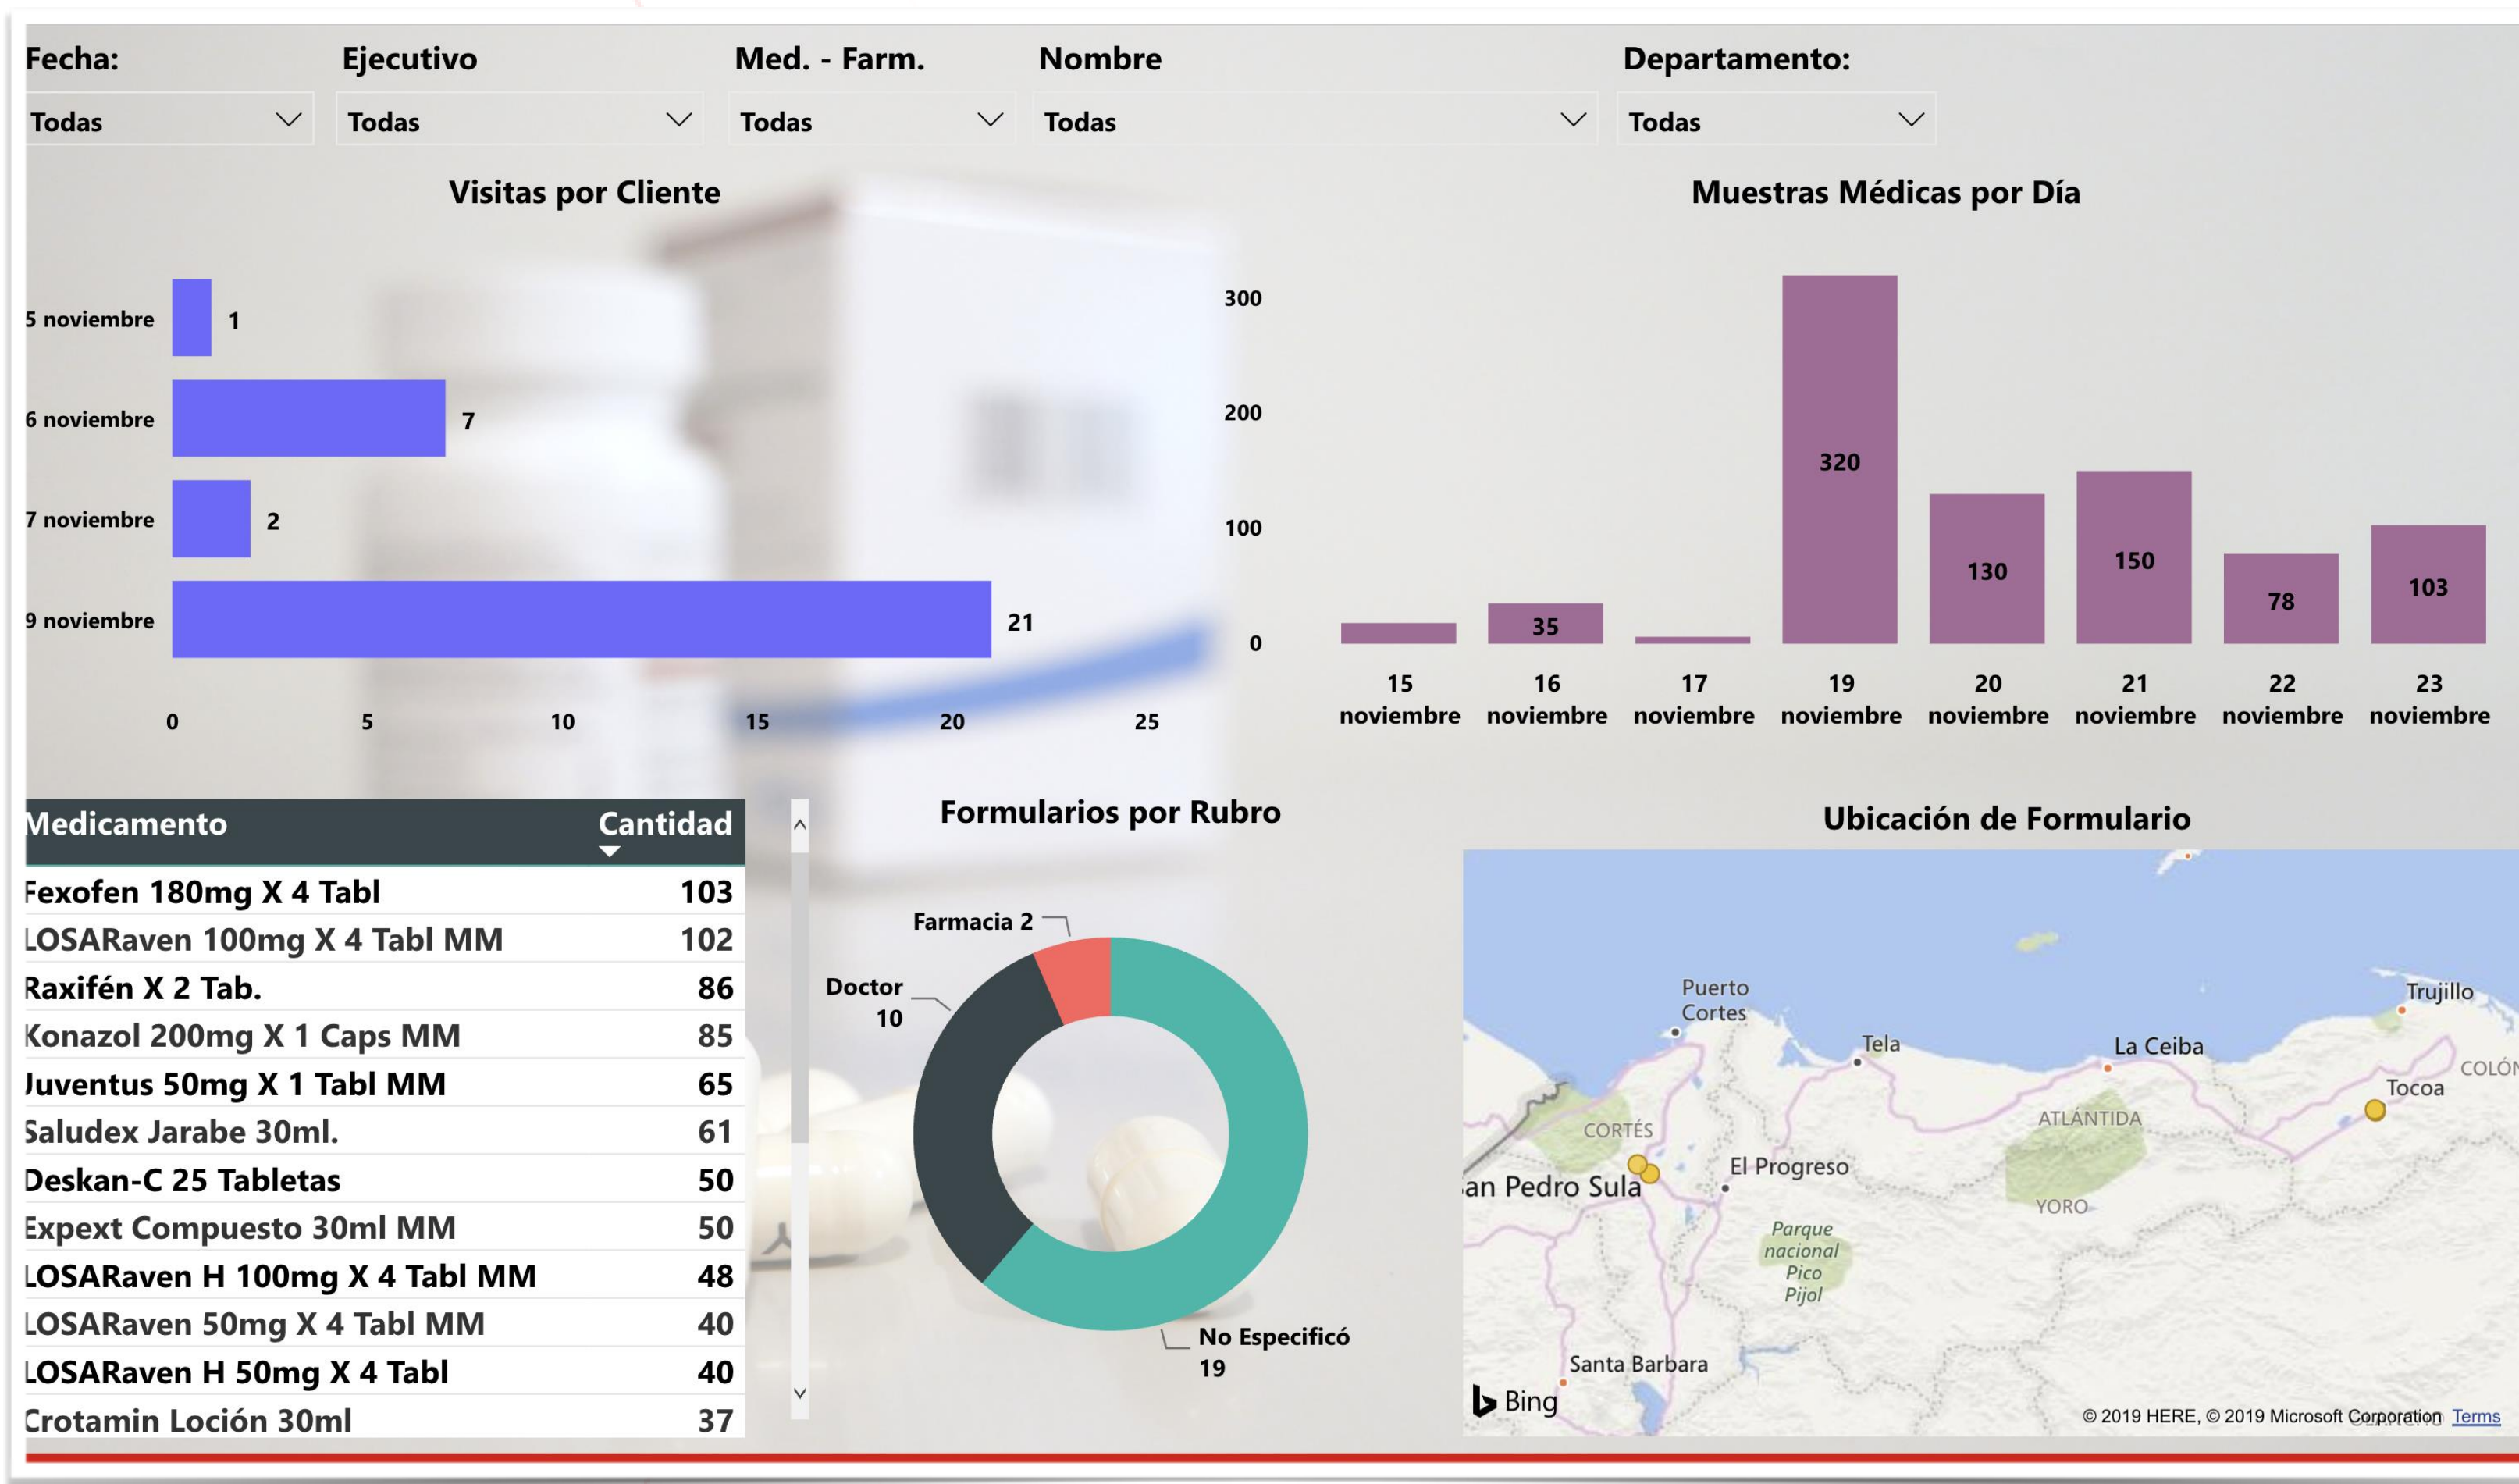 Fecha:
Ejecutivo
Med. - Farm.
Nombre
Departamento:
Todas
Todas
Todas
Todas
Todas
Visitas por Cliente
5 noviembre
1
6 noviembre
7
7 noviembre
2
9 noviembre
21
0 5 10 15 20 25
Muestras Médicas por Día
300
200
100
0
35
320
130
150
78
103
15 16 17 19 20 21 22 23
noviembre noviembre noviembre noviembre noviembre noviembre noviembre noviembre
Medicamento Cantidad
Fexofen 180mg X 4 Tabl 103
LOSARaven 100mg X 4 Tabl MM 102
Raxifén X 2 Tab. 86
Konazol 200mg X 1 Caps MM 85
Juventus 50mg X 1 Tabl MM 65
Saludex Jarabe 30ml. 61
Deskan-C 25 Tabletas 50
Expext Compuesto 30ml MM 50
LOSARaven H 100mg X 4 Tabl MM 48
LOSARaven 50mg X 4 Tabl MM 40
LOSARaven H 50mg X 4 Tabl 40
Crotamin Loción 30ml 37
Formularios por Rubro
Farmacia 2
Doctor
10
No Especificó
19
Ubicación de Formulario
Puerto
Cortes
Tela
La Ceiba
Trujillo
COLÓN
Tocoa
ATLÁNTIDA
CORTÉS
El Progreso
an Pedro Sula
YORO
Parque
nacional
Pico
Pijol
Santa Barbara
Bing
© 2019 HERE, © 2019 Microsoft Corporation Terms